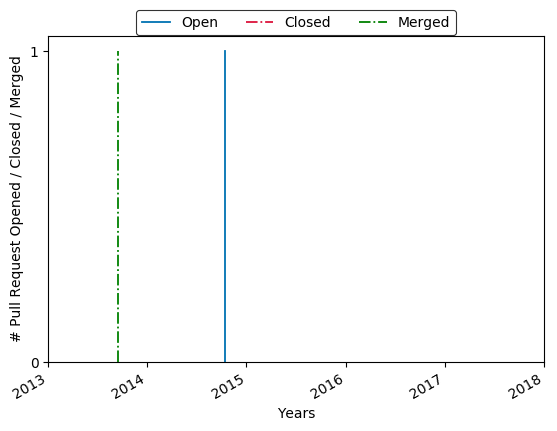 Open Closed Merged
# Pull Request Opened / Closed / Merged
1
0
2013 2014 2015 2016 2017 2018
Years